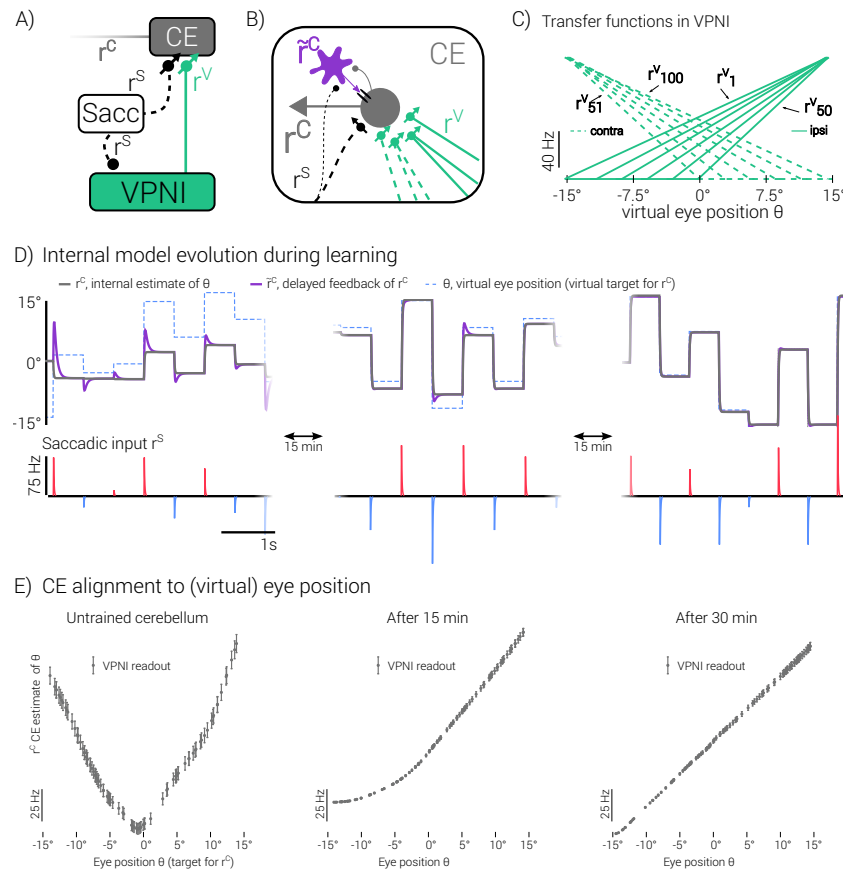 A)
r^C
CE
r^S
r^V
Sacc
r^S
VPNI
B)
r̃^C
CE
r^C
r^V
r^S
C) Transfer functions in VPNI
r^V_100
r^V_1
r^V_51
r^V_50
contra
ipsi
40 Hz
-15°
-7.5°
0°
7.5°
15°
virtual eye position θ
D) Internal model evolution during learning
r^C, internal estimate of θ
r̃^C, delayed feedback of r^C
θ, virtual eye position (virtual target for r^C)
15°
0°
-15°
Saccadic input r^S
15 min
15 min
75 Hz
1s
E) CE alignment to (virtual) eye position
Untrained cerebellum
After 15 min
After 30 min
VPNI readout
VPNI readout
VPNI readout
r^C CE estimate of θ
25 Hz
25 Hz
25 Hz
-15° -10° -5° 0° 5° 10° 15°
-15° -10° -5° 0° 5° 10° 15°
-15° -10° -5° 0° 5° 10° 15°
Eye position θ (target for r^C)
Eye position θ
Eye position θ